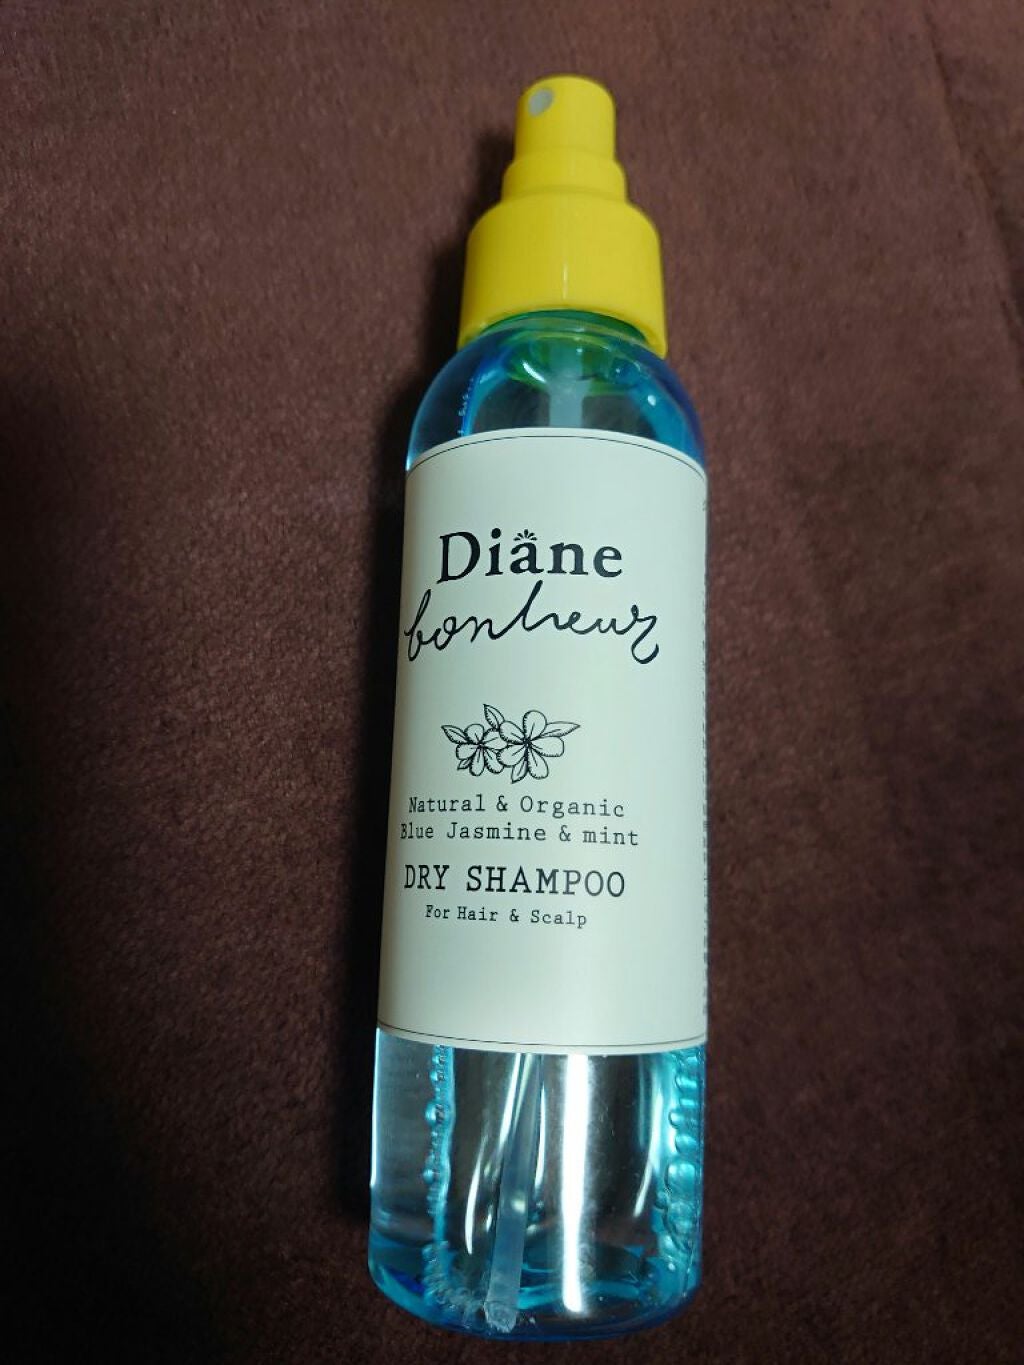 Diane
bonheur
Natural & Organic
Blue Jasmine & mint
DRY SHAMPOO
For Hair & Scalp